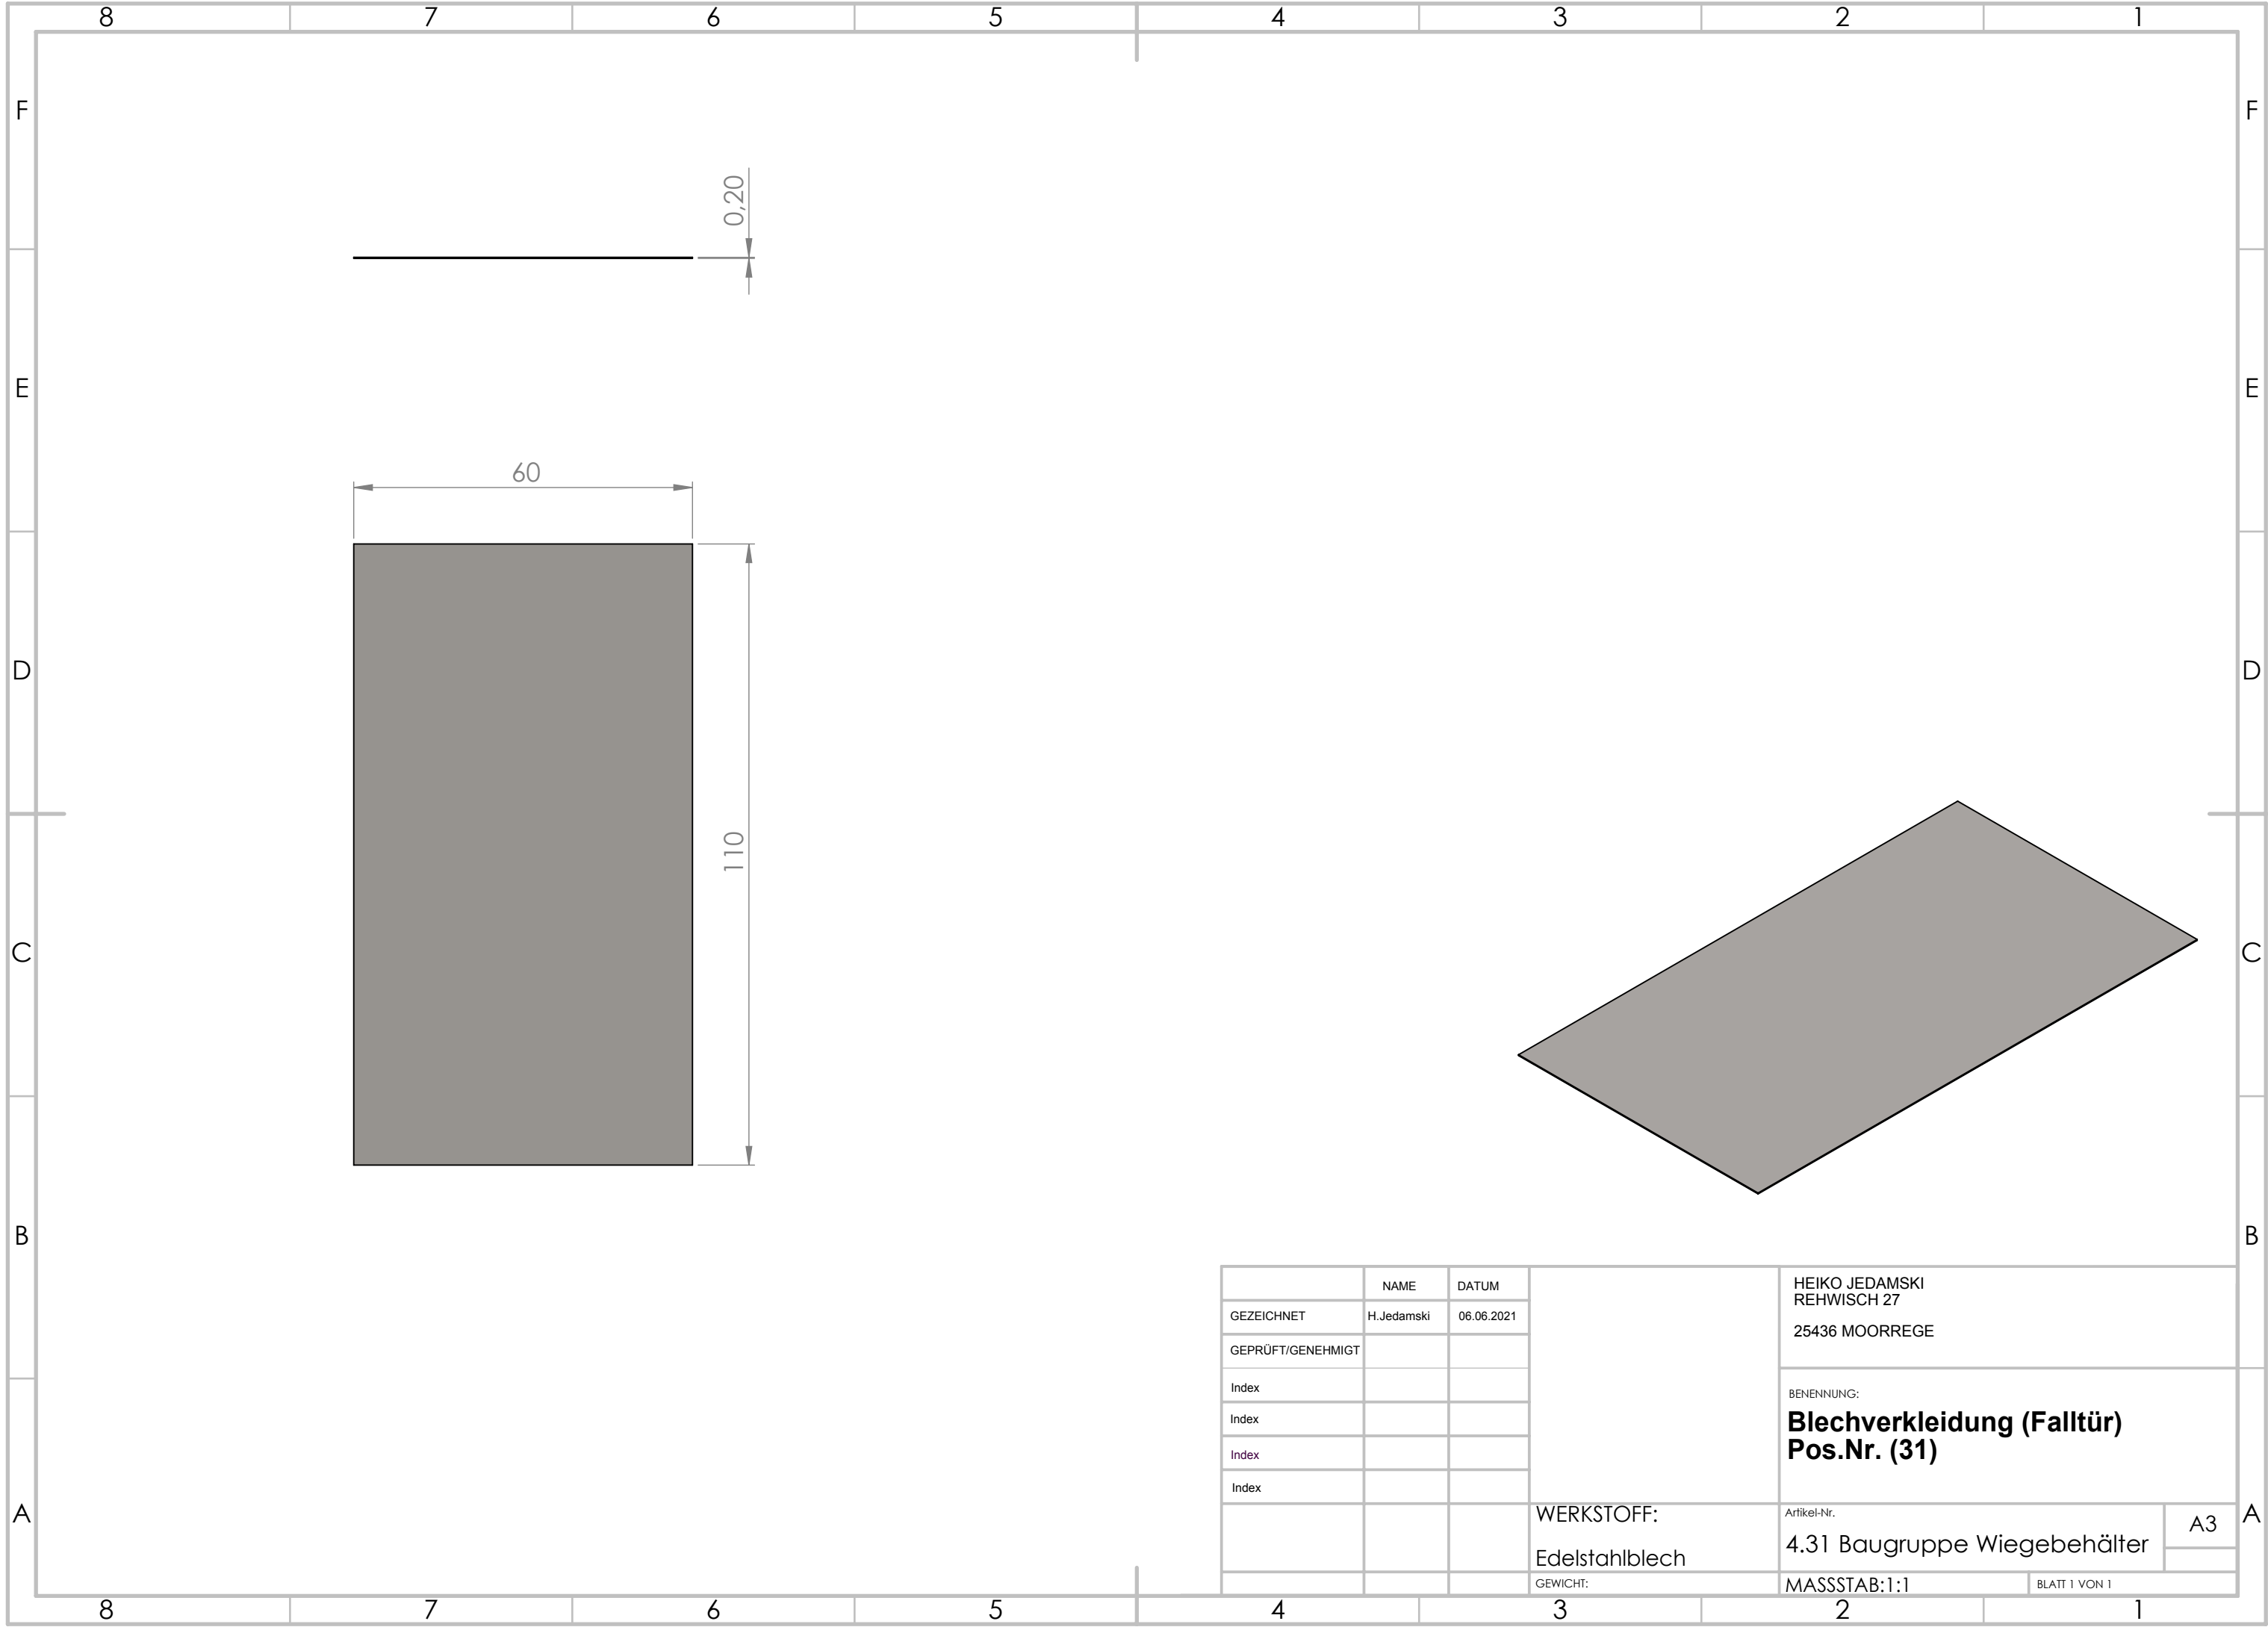 8 7 6 5 4 3 2 1
F F
0,20
E E
60
D D
110
C C
B B
NAME DATUM
GEZEICHNET H.Jedamski 06.06.2021
GEPRÜFT/GENEHMIGT
Index
Index
Index
Index
HEIKO JEDAMSKI
REHWISCH 27
25436 MOORREGE
BENENNUNG:
Blechverkleidung (Falltür)
Pos.Nr. (31)
A A
WERKSTOFF:
Edelstahlblech
GEWICHT:
Artikel-Nr.
4.31 Baugruppe Wiegebehälter
A3
MASSSTAB:1:1
BLATT 1 VON 1
8 7 6 5 4 3 2 1